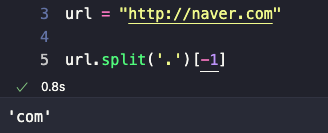 3 url = "http://naver.com"
4
5 url.split('.')[-1]
✓ 0.8s
'com'